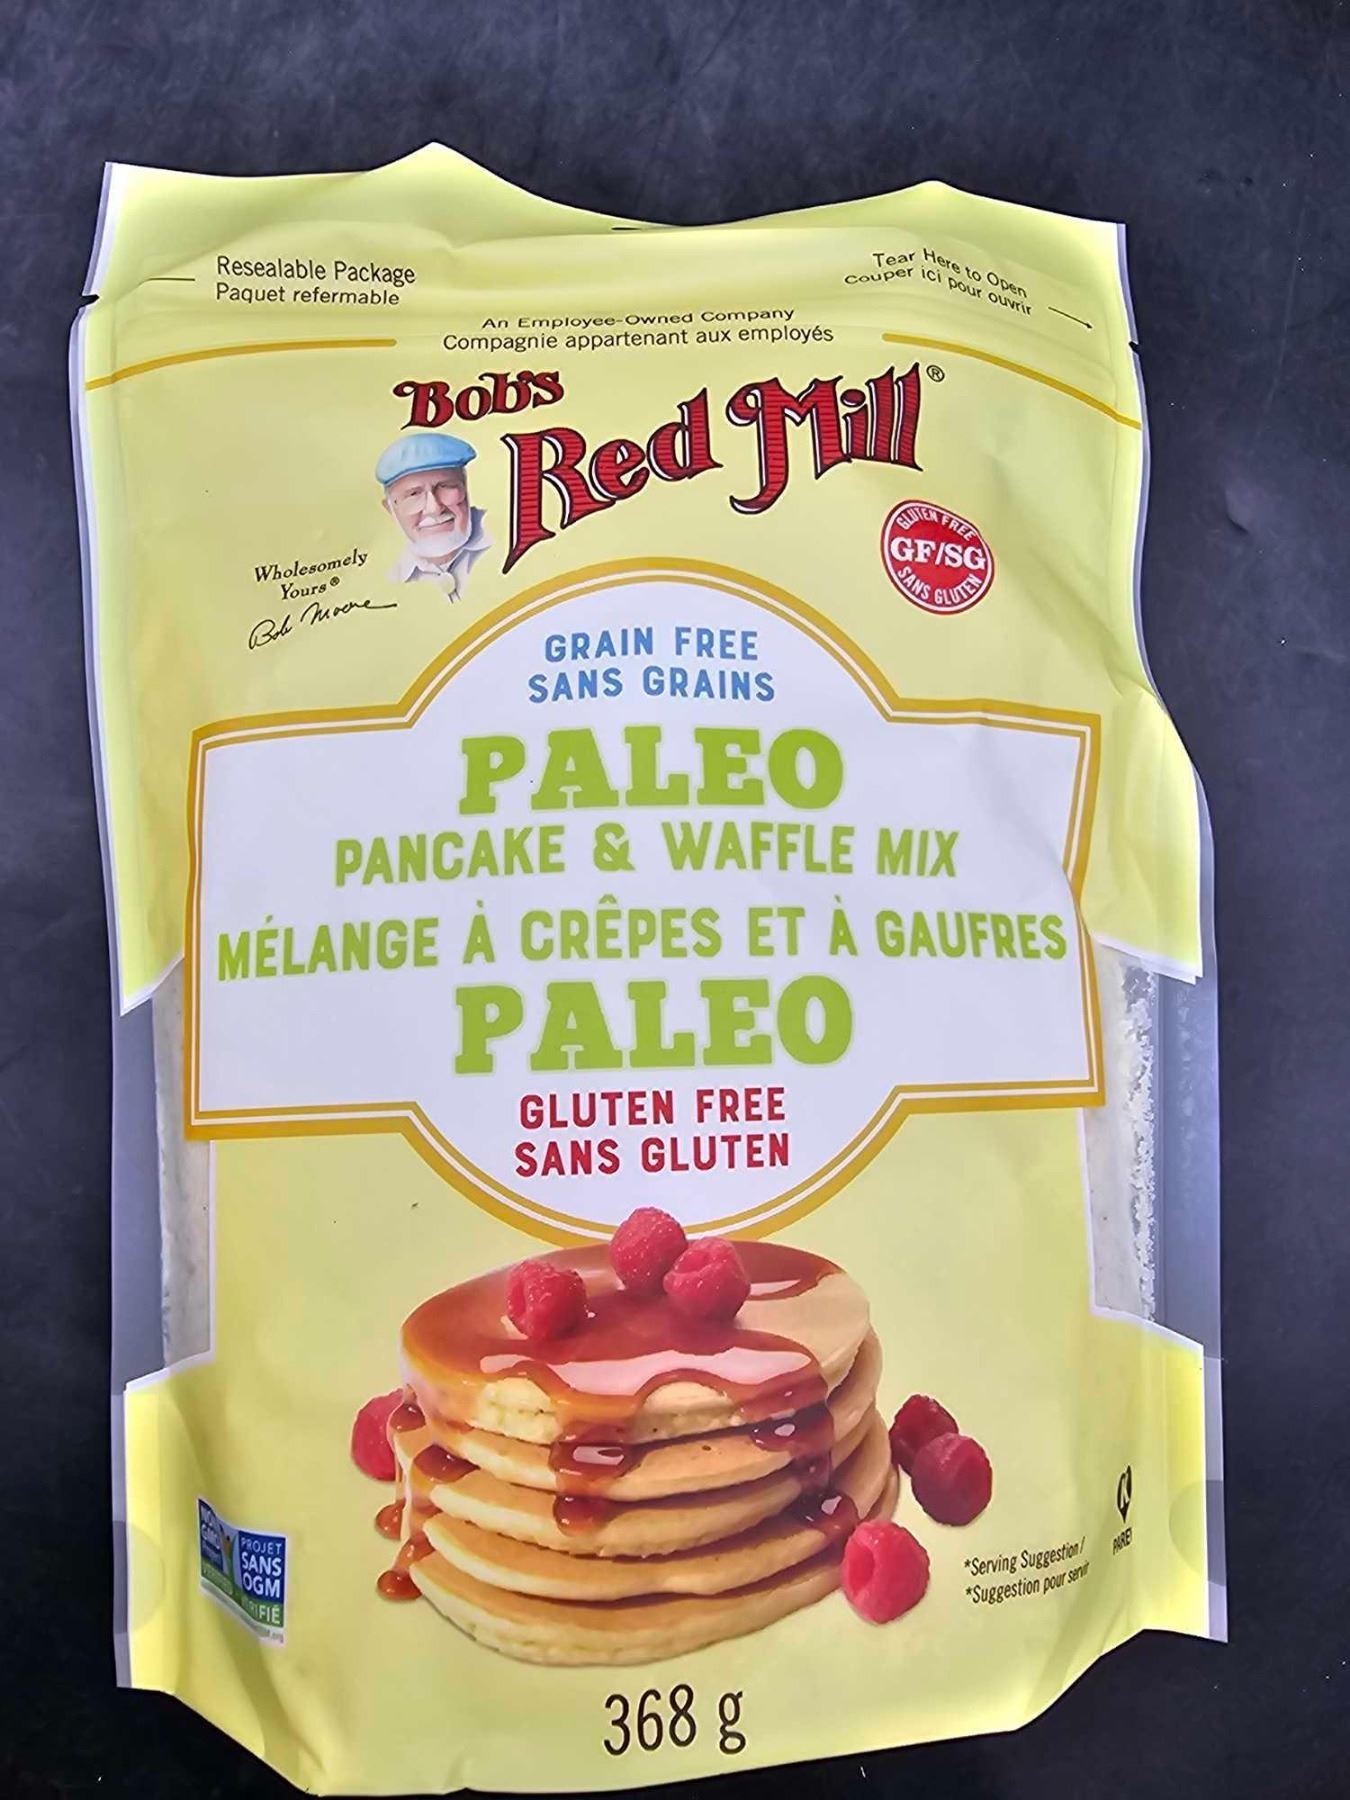 Resealable Package
Paquet refermable
Tear Here to Open
Couper ici pour ouvrir
An Employee-Owned Company
Compagnie appartenant aux employés
Bob's
Red Mill®
Wholesomely
Yours®
Bob Moore
GLUTEN FREE
GF/SG
SANS GLUTEN
GRAIN FREE
SANS GRAINS
PALEO
PANCAKE & WAFFLE MIX
MÉLANGE À CRÊPES ET À GAUFRES
PALEO
GLUTEN FREE
SANS GLUTEN
NON
GMO
PROJET
SANS
OGM
K
PAREV
*Serving Suggestion /
*Suggestion pour servir
368 g